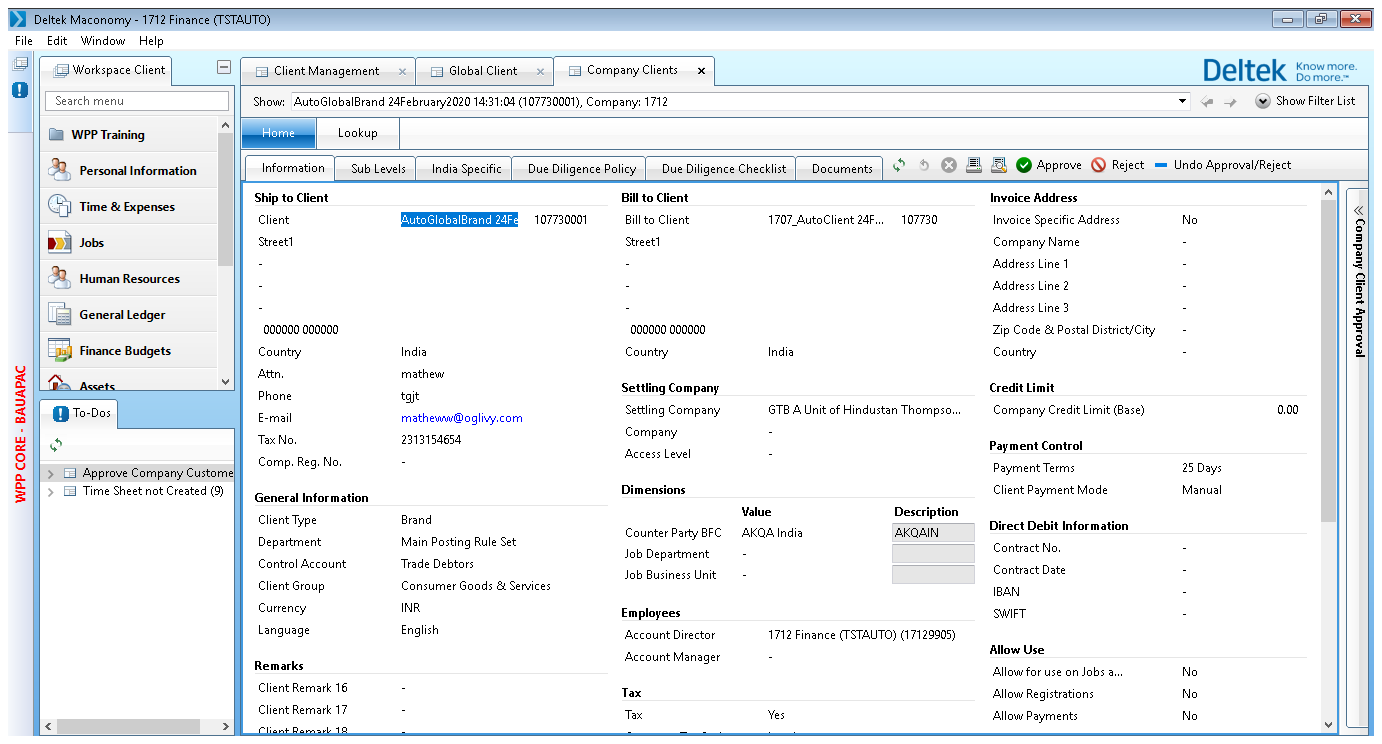 Deltek Maconomy - 1712 Finance (TSTAUTO)
File Edit Window Help
Workspace Client
Search menu
WPP Training
Personal Information
Time & Expenses
Jobs
Human Resources
General Ledger
Finance Budgets
Assets
WPP CORE - BAUAPAC
To-Dos
Approve Company Custome
Time Sheet not Created (9)
Client Management
Global Client
Company Clients
Deltek Know more.
Do more.™
Show: AutoGlobalBrand 24February2020 14:31:04 (107730001), Company: 1712
Show Filter List
Home Lookup
Information Sub Levels India Specific Due Diligence Policy Due Diligence Checklist Documents Approve Reject Undo Approval/Reject
Ship to Client
Client AutoGlobalBrand 24Fe 107730001
Street1
-
-
-
000000 000000
Country India
Attn. mathew
Phone tgjt
E-mail matheww@oglivy.com
Tax No. 2313154654
Comp. Reg. No. -
General Information
Client Type Brand
Department Main Posting Rule Set
Control Account Trade Debtors
Client Group Consumer Goods & Services
Currency INR
Language English
Remarks
Client Remark 16 -
Client Remark 17 -
Client Remark 18 -
Bill to Client
Bill to Client 1707_AutoClient 24F... 107730
Street1
-
-
-
000000 000000
Country India
Settling Company
Settling Company GTB A Unit of Hindustan Thompso...
Company -
Access Level -
Dimensions
Value Description
Counter Party BFC AKQA India AKQAIN
Job Department -
Job Business Unit -
Employees
Account Director 1712 Finance (TSTAUTO) (17129905)
Account Manager -
Tax
Tax Yes
Invoice Address
Invoice Specific Address No
Company Name -
Address Line 1 -
Address Line 2 -
Address Line 3 -
Zip Code & Postal District/City -
Country -
Credit Limit
Company Credit Limit (Base) 0.00
Payment Control
Payment Terms 25 Days
Client Payment Mode Manual
Direct Debit Information
Contract No. -
Contract Date -
IBAN -
SWIFT -
Allow Use
Allow for use on Jobs a... No
Allow Registrations No
Allow Payments No
Company Client Approval